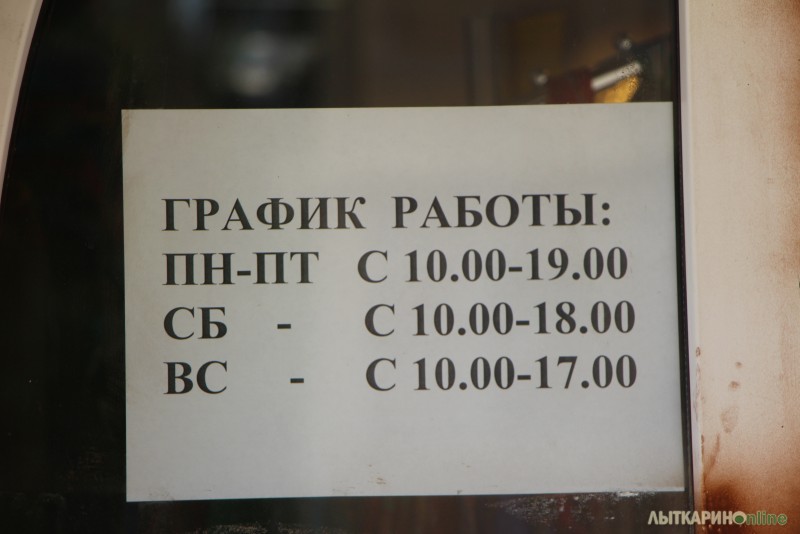 ГРАФИК РАБОТЫ:
ПН-ПТ С 10.00-19.00
СБ - С 10.00-18.00
ВС - С 10.00-17.00
ЛЫТКАРИНОonline